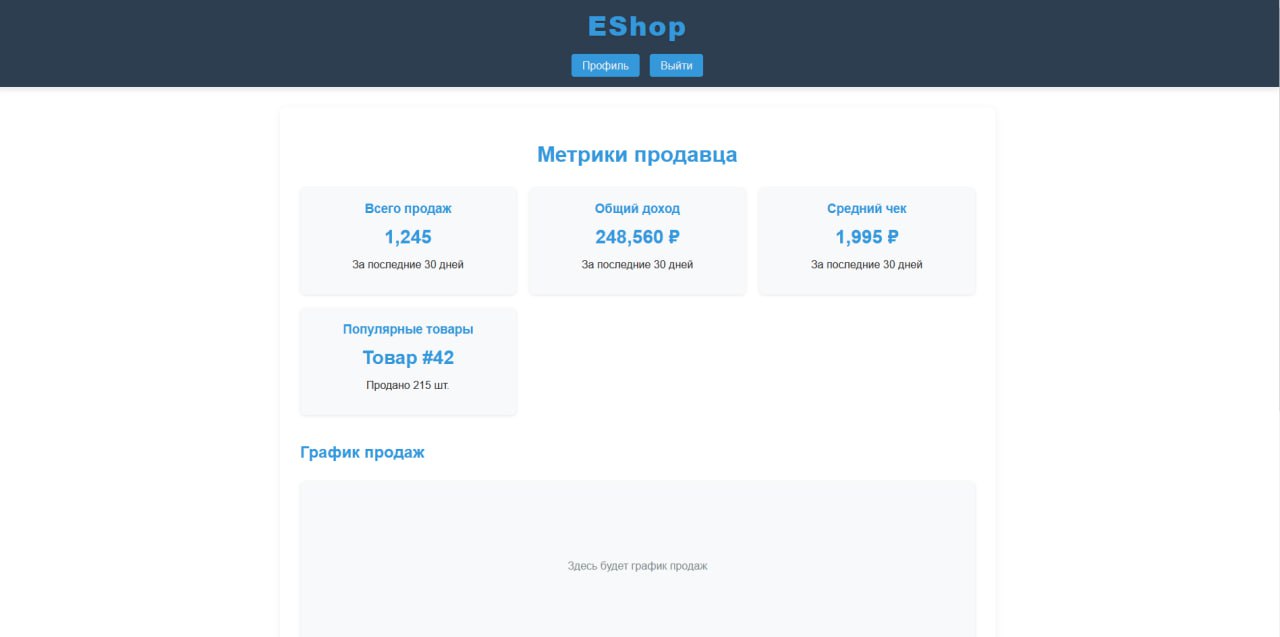 EShop
Профиль Выйти
Метрики продавца
Всего продаж
1,245
За последние 30 дней
Общий доход
248,560 ₽
За последние 30 дней
Средний чек
1,995 ₽
За последние 30 дней
Популярные товары
Товар #42
Продано 215 шт.
График продаж
Здесь будет график продаж